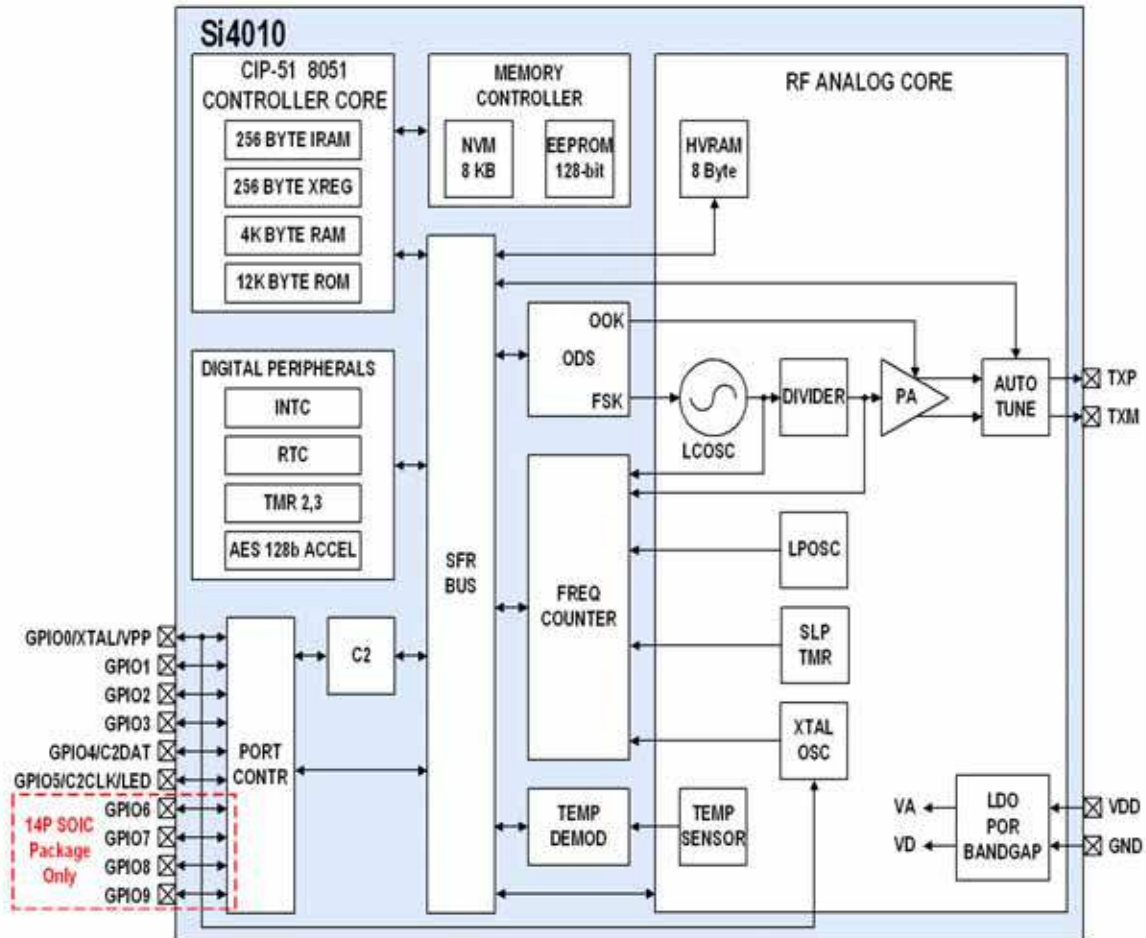 Si4010
CIP-51 8051
CONTROLLER CORE
256 BYTE IRAM
256 BYTE XREG
4K BYTE RAM
12K BYTE ROM
MEMORY
CONTROLLER
NVM
8 KB
EEPROM
128-bit
RF ANALOG CORE
HVRAM
8 Byte
OOK
ODS
FSK
LCOSC
DIVIDER
PA
AUTO
TUNE
TXP
TXM
DIGITAL PERIPHERALS
INTC
RTC
TMR 2,3
AES 128b ACCEL
SFR
BUS
FREQ
COUNTER
LPOSC
SLP
TMR
XTAL
OSC
GPIO0/XTAL/VPP
GPIO1
GPIO2
GPIO3
GPIO4/C2DAT
GPIO5/C2CLK/LED
GPIO6
GPIO7
GPIO8
GPIO9
14P SOIC
Package
Only
PORT
CONTR
C2
TEMP
DEMOD
TEMP
SENSOR
VA
VD
LDO
POR
BANDGAP
VDD
GND